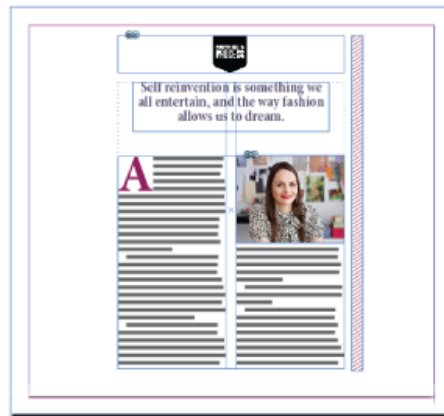 Self reinvention is something we
all entertain, and the way fashion
allows us to dream.
A